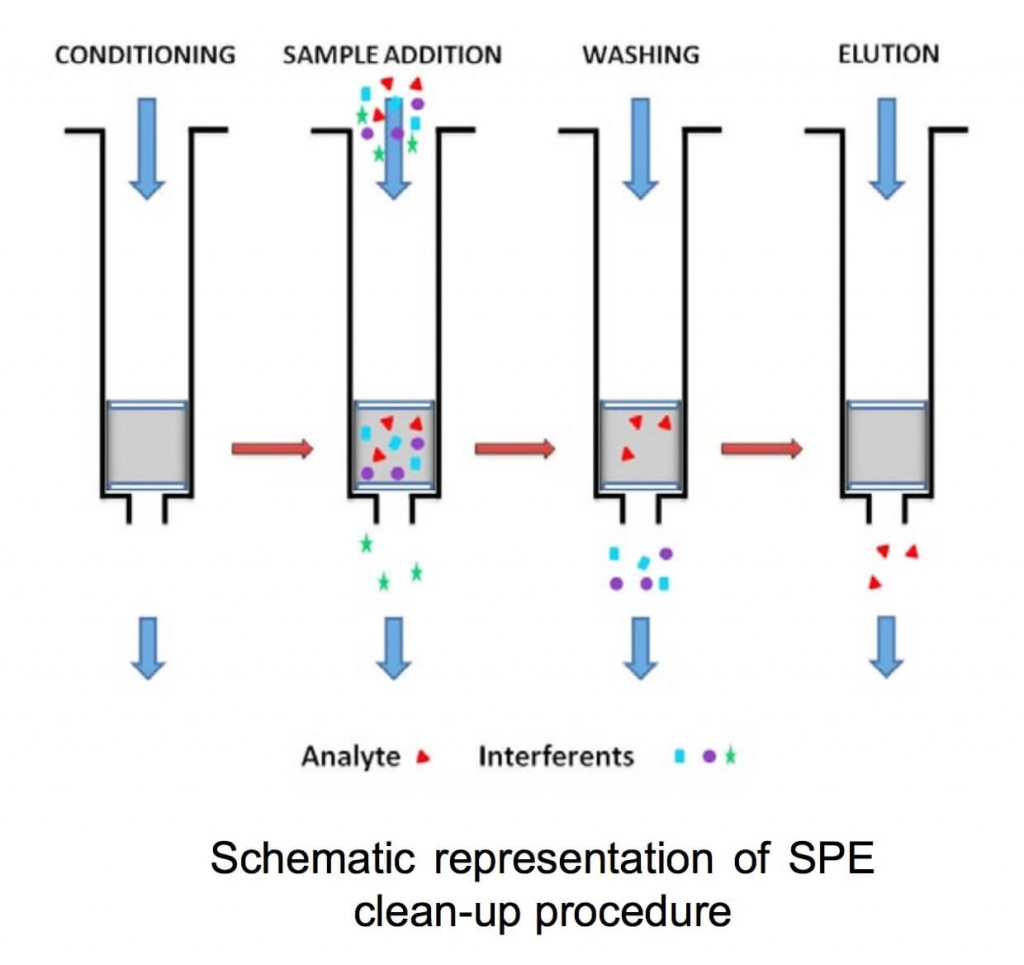 CONDITIONING
SAMPLE ADDITION
WASHING
ELUTION
Analyte
Interferents
Schematic representation of SPE
clean-up procedure